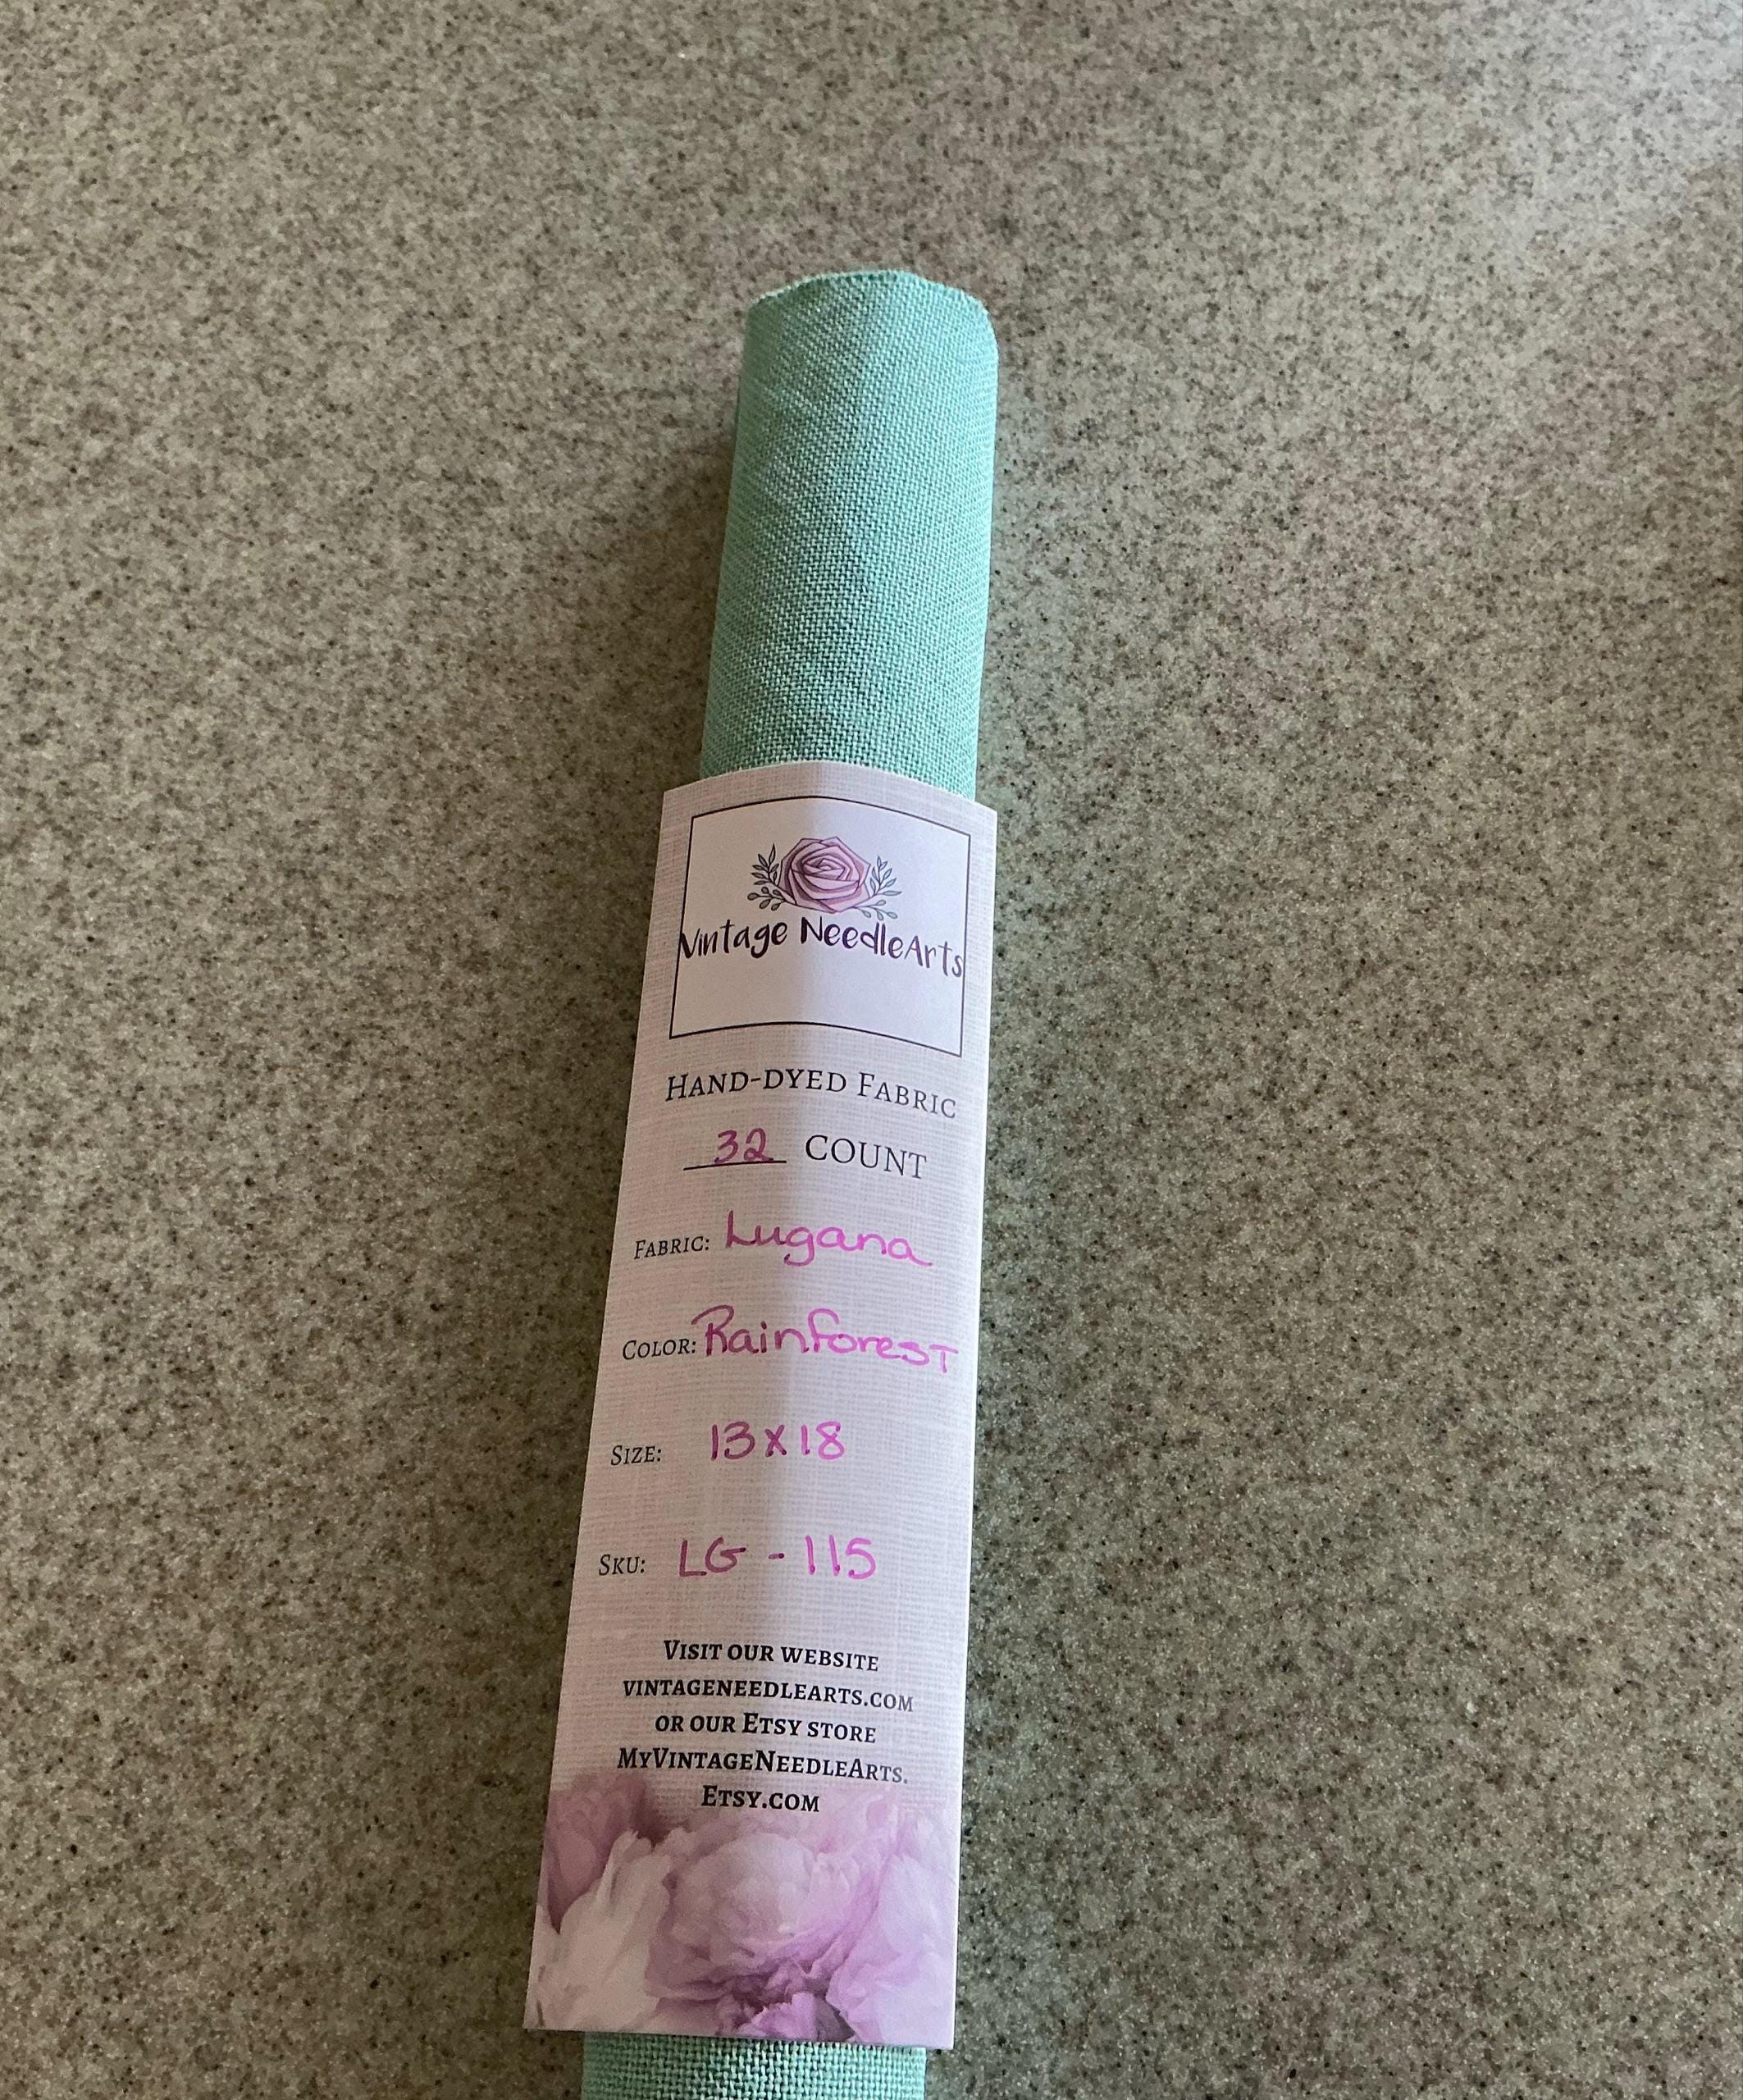 Vintage NeedleArts
Hand-dyed Fabric
32 count
Fabric: Lugana
Color: Rainforest
Size: 13x18
Sku: LG - 115
Visit our website
vintageneedlearts.com
or our Etsy store
MyVintageNeedleArts.
Etsy.com